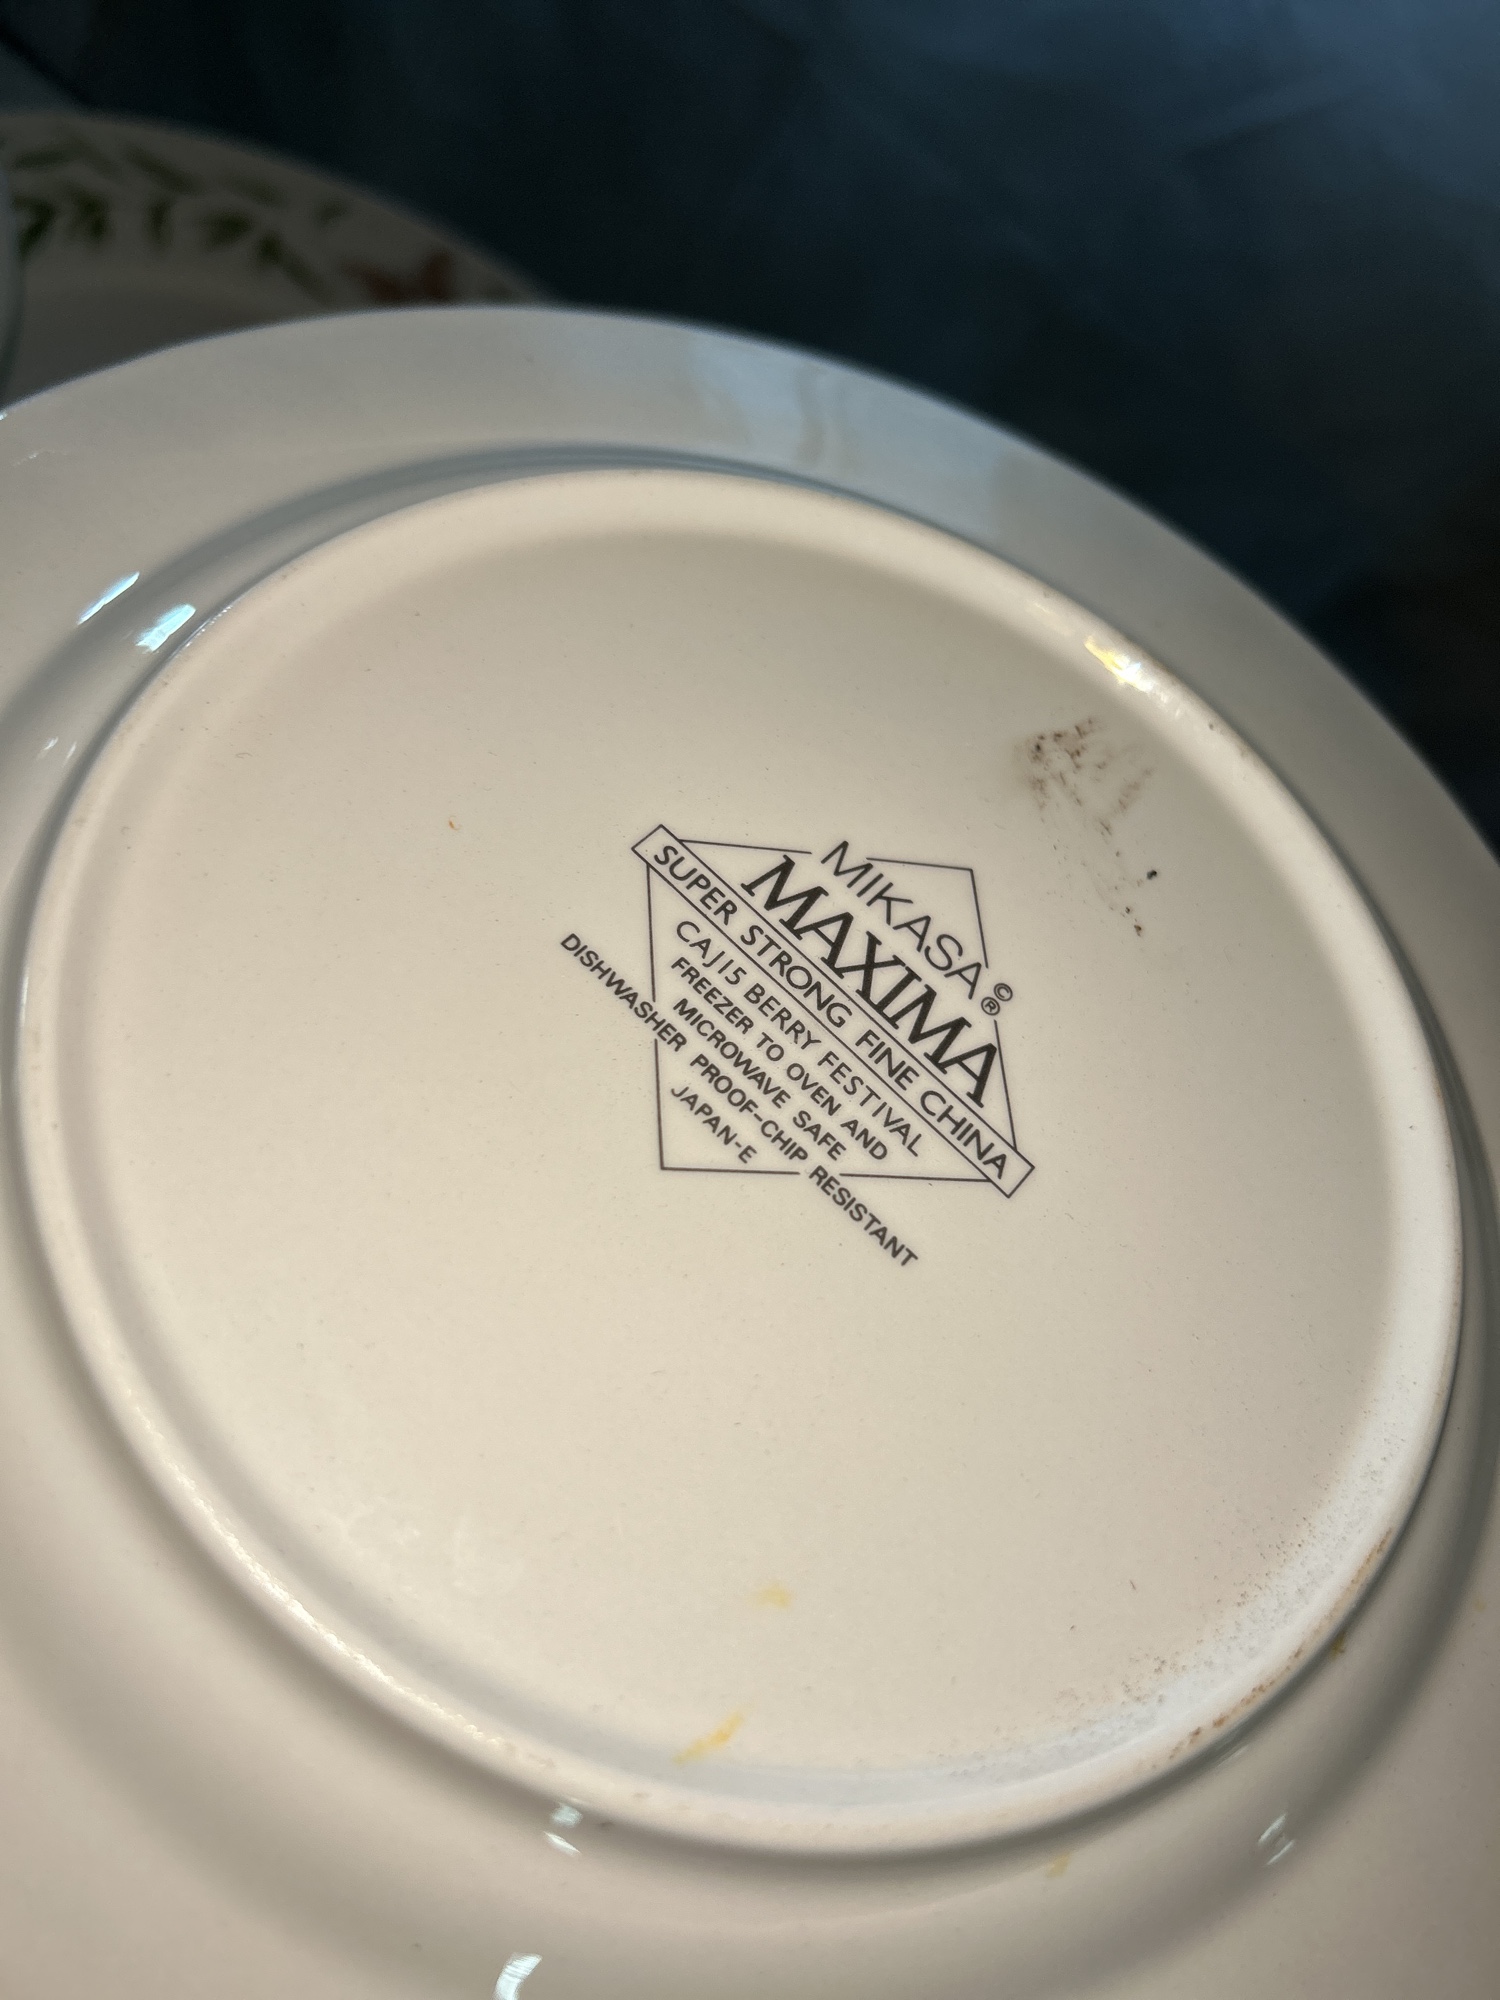 MIKASA ©®
MAXIMA
SUPER STRONG FINE CHINA
CAJ15 BERRY FESTIVAL
FREEZER TO OVEN AND
MICROWAVE SAFE
DISHWASHER PROOF-CHIP RESISTANT
JAPAN-E